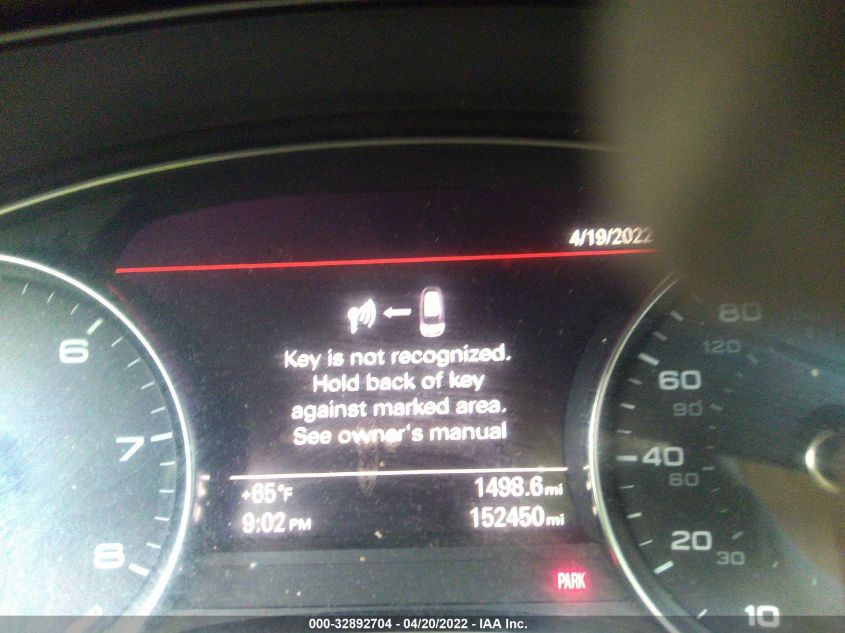 4/19/2022
Key is not recognized.
Hold back of key
against marked area.
See owner's manual
+65°F 1498.6 mi
9:02 PM 152450 mi
PARK
6
7
8
80
120
60
90
40
60
20
30
10
000-32892704 - 04/20/2022 - IAA Inc.